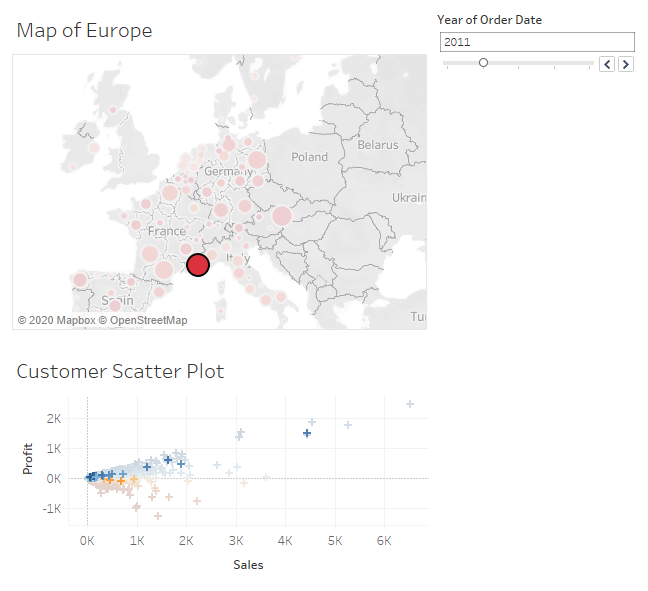 Map of Europe
Year of Order Date
2011
Poland
Belarus
Germany
Ukrain
France
Italy
Spain
Tu
© 2020 Mapbox © OpenStreetMap
Customer Scatter Plot
Profit
2K
1K
0K
-1K
0K 1K 2K 3K 4K 5K 6K
Sales